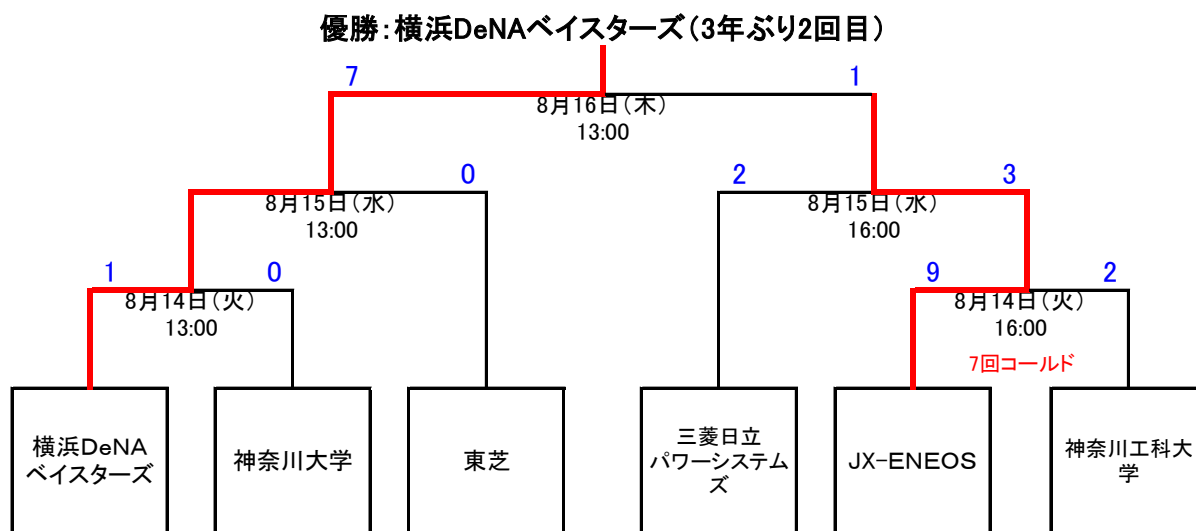 優勝：横浜DeNAベイスターズ（3年ぶり2回目）
7
1
8月16日（木）
13:00
0
2
3
8月15日（水）
13:00
8月15日（水）
16:00
1
0
9
2
8月14日（火）
13:00
8月14日（火）
16:00
7回コールド
横浜DeNA
ベイスターズ
神奈川大学
東芝
三菱日立
パワーシステム
ズ
JX-ENEOS
神奈川工科大
学